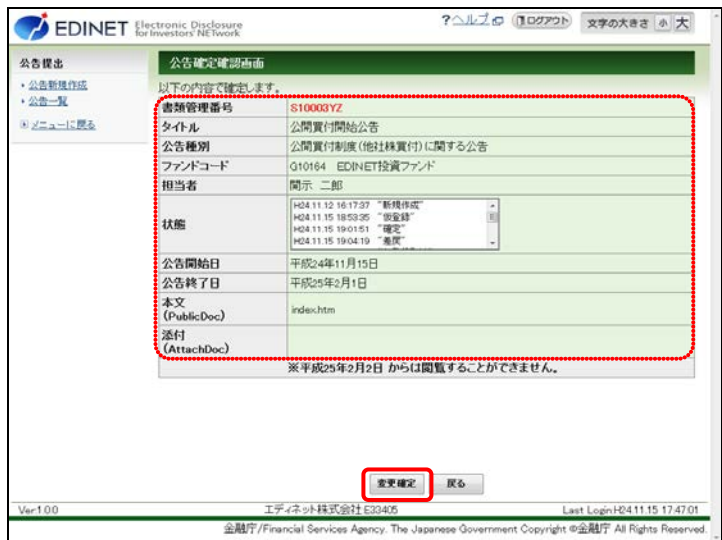 EDINET Electronic Disclosure for Investors' NETwork
?ヘルプ ログアウト 文字の大きさ 小 大
公告提出
公告新規作成
公告一覧
メニューに戻る
公告確定確認画面
以下の内容で確定します。
書類管理番号 S10003YZ
タイトル 公開買付開始公告
公告種別 公開買付制度(他社株買付)に関する公告
ファンドコード G10164 EDINET投資ファンド
担当者 開示 二郎
状態
H24.11.12 16:17:37 "新規作成"
H24.11.15 18:53:35 "仮登録"
H24.11.15 19:01:51 "確定"
H24.11.15 19:04:19 "差戻"
公告開始日 平成24年11月15日
公告終了日 平成25年2月1日
本文
(PublicDoc) index.htm
添付
(AttachDoc)
※平成25年2月2日 からは閲覧することができません。
変更確定 戻る
Ver.1.0.0 エディネット株式会社 E33405 Last Login:H24.11.15 17:47:01
金融庁/Financial Services Agency. The Japanese Government Copyright ©金融庁 All Rights Reserved.